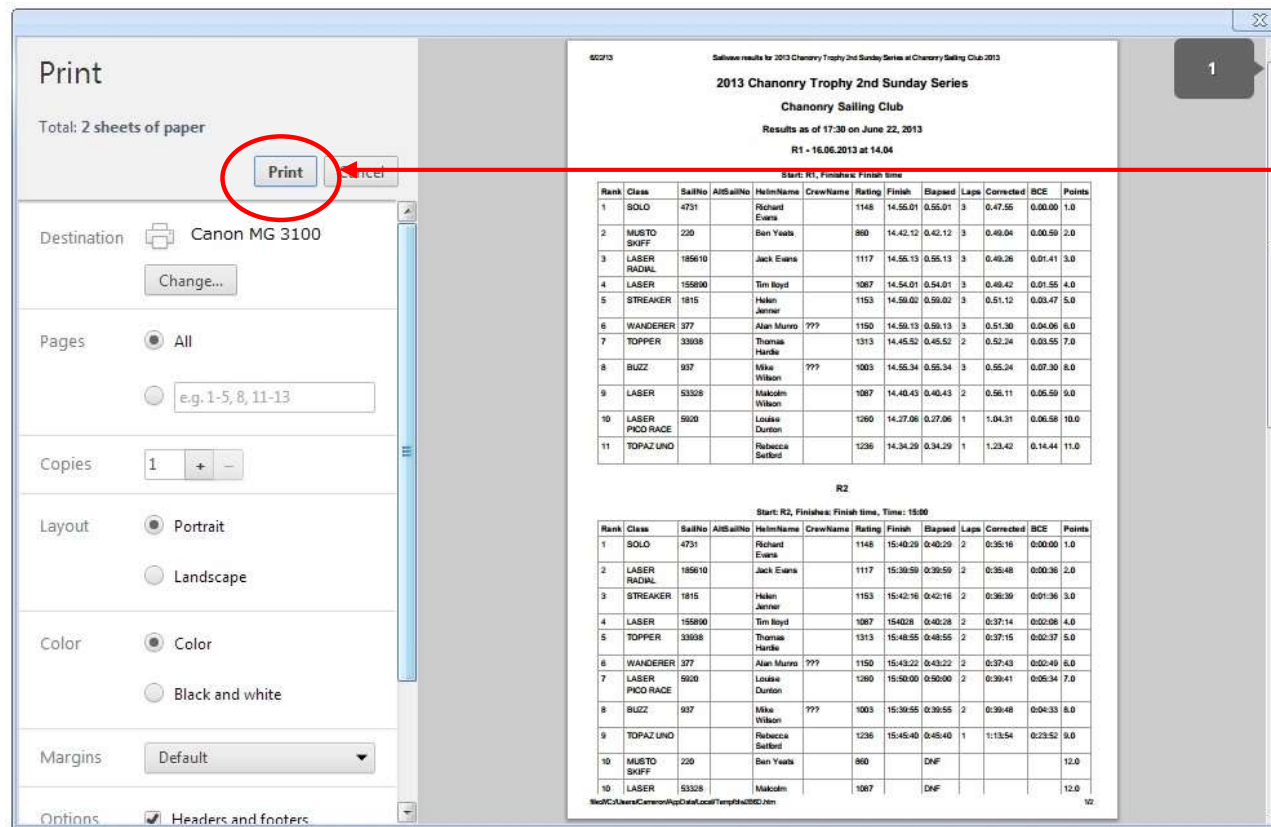 Print
Total: 2 sheets of paper
Print Cancel
Destination Canon MG 3100
Change...
Pages All
e.g. 1-5, 8, 11-13
Copies 1 + −
Layout Portrait
Landscape
Color Color
Black and white
Margins Default
Options Headers and footers
1
6/22/13 Sailwave results for 2013 Chanonry Trophy 2nd Sunday Series at Chanonry Sailing Club 2013
2013 Chanonry Trophy 2nd Sunday Series
Chanonry Sailing Club
Results as of 17:30 on June 22, 2013
R1 - 16.06.2013 at 14.04
Start: R1, Finishes: Finish time
Rank Class SailNo AltSailNo HelmName CrewName Rating Finish Elapsed Laps Corrected BCE Points
1 SOLO 4731 Richard Evans 1148 14.55.01 0.55.01 3 0.47.55 0.00.00 1.0
2 MUSTO SKIFF 220 Ben Yeats 860 14.42.12 0.42.12 3 0.49.04 0.00.59 2.0
3 LASER RADIAL 185610 Jack Evans 1117 14.55.13 0.55.13 3 0.49.26 0.01.41 3.0
4 LASER 155890 Tim lloyd 1087 14.54.01 0.54.01 3 0.49.42 0.01.55 4.0
5 STREAKER 1815 Helen Jenner 1153 14.59.02 0.59.02 3 0.51.12 0.03.47 5.0
6 WANDERER 377 Alan Munro ??? 1150 14.59.13 0.59.13 3 0.51.30 0.04.06 6.0
7 TOPPER 33938 Thomas Hardie 1313 14.45.52 0.45.52 2 0.52.24 0.03.55 7.0
8 BUZZ 937 Mike Wilson ??? 1003 14.55.34 0.55.34 3 0.55.24 0.07.30 8.0
9 LASER 53328 Malcolm Wilson 1087 14.40.43 0.40.43 2 0.56.11 0.05.59 9.0
10 LASER PICO RACE 5920 Louise Dunton 1260 14.27.06 0.27.06 1 1.04.31 0.06.58 10.0
11 TOPAZ UNO Rebecca Setford 1236 14.34.29 0.34.29 1 1.23.42 0.14.44 11.0
R2
Start: R2, Finishes: Finish time, Time: 15:00
Rank Class SailNo AltSailNo HelmName CrewName Rating Finish Elapsed Laps Corrected BCE Points
1 SOLO 4731 Richard Evans 1148 15:40:29 0:40:29 2 0:35:16 0:00:00 1.0
2 LASER RADIAL 185610 Jack Evans 1117 15:39:59 0:39:59 2 0:35:48 0:00:36 2.0
3 STREAKER 1815 Helen Jenner 1153 15:42:16 0:42:16 2 0:36:39 0:01:36 3.0
4 LASER 155890 Tim lloyd 1087 154028 0:40:28 2 0:37:14 0:02:08 4.0
5 TOPPER 33938 Thomas Hardie 1313 15:48:55 0:48:55 2 0:37:15 0:02:37 5.0
6 WANDERER 377 Alan Munro ??? 1150 15:43:22 0:43:22 2 0:37:43 0:02:49 6.0
7 LASER PICO RACE 5920 Louise Dunton 1260 15:50:00 0:50:00 2 0:39:41 0:05:34 7.0
8 BUZZ 937 Mike Wilson ??? 1003 15:39:55 0:39:55 2 0:39:48 0:04:33 8.0
9 TOPAZ UNO Rebecca Setford 1236 15:45:40 0:45:40 1 1:13:54 0:23:52 9.0
10 MUSTO SKIFF 220 Ben Yeats 860 DNF 12.0
10 LASER 53328 Malcolm 1087 DNF 12.0
1/2